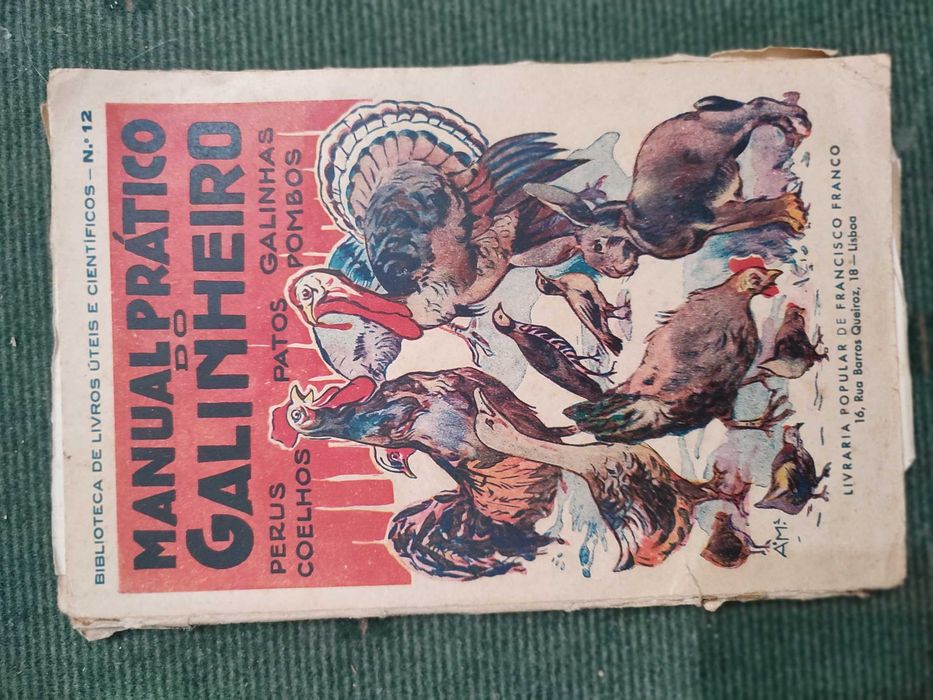 BIBLIOTECA DE LIVROS ÚTEIS E CIENTÍFICOS – N.º 12
MANUAL PRÁTICO
DO
GALINHEIRO
PERUS PATOS GALINHAS
COELHOS POMBOS
A.M.
LIVRARIA POPULAR DE FRANCISCO FRANCO
16, Rua Barros Queiroz, 18 – Lisboa